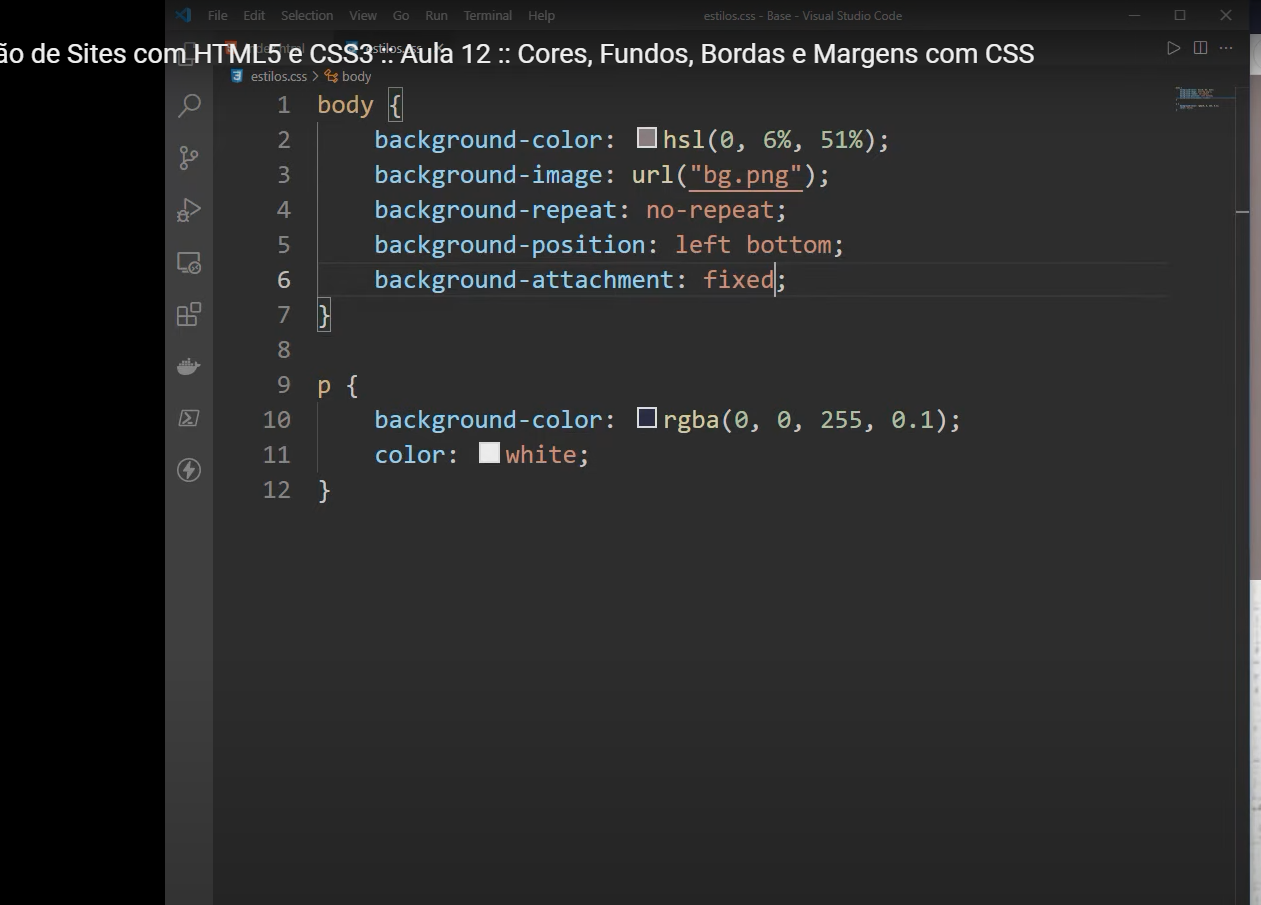 File Edit Selection View Go Run Terminal Help
estilos.css - Base - Visual Studio Code
ão de Sites com HTML5 e CSS3 :: Aula 12 :: Cores, Fundos, Bordas e Margens com CSS
estilos.css
estilos.css > body
1 body {
2 background-color: hsl(0, 6%, 51%);
3 background-image: url("bg.png");
4 background-repeat: no-repeat;
5 background-position: left bottom;
6 background-attachment: fixed;
7 }
8
9 p {
10 background-color: rgba(0, 0, 255, 0.1);
11 color: white;
12 }